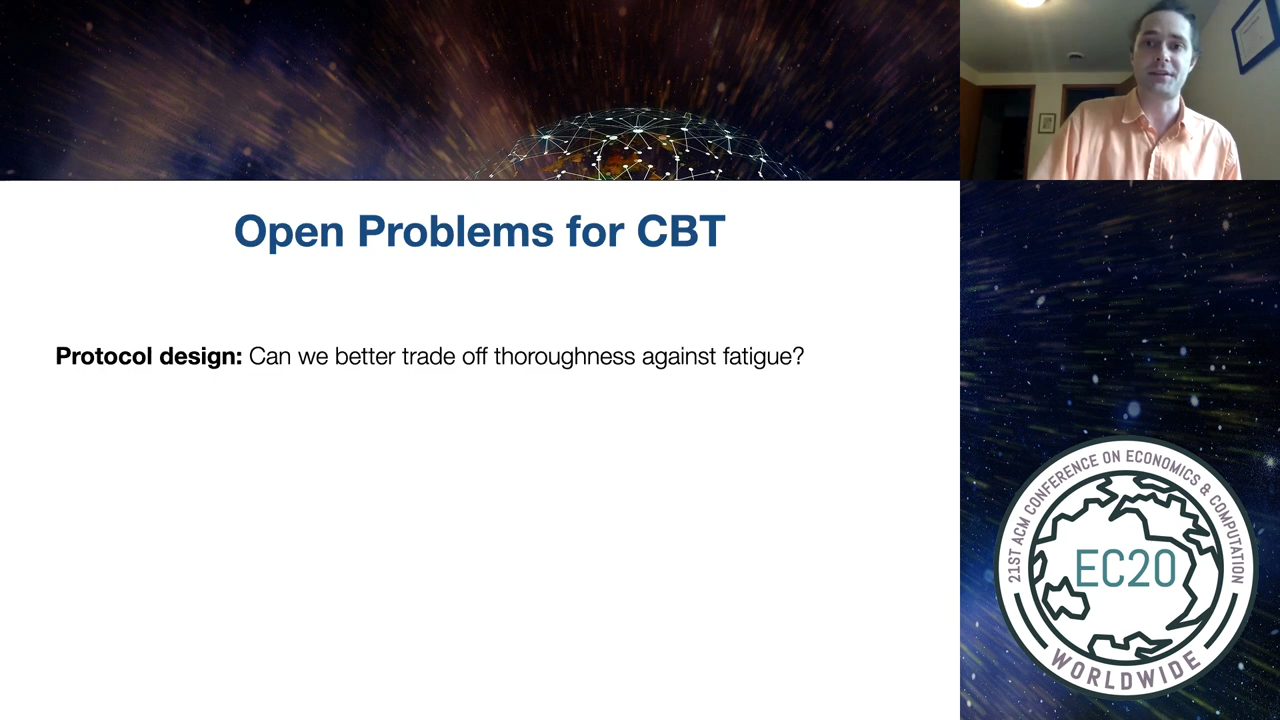 Open Problems for CBT
Protocol design: Can we better trade off thoroughness against fatigue?
21ST ACM CONFERENCE ON ECONOMICS & COMPUTATION
EC20
WORLDWIDE